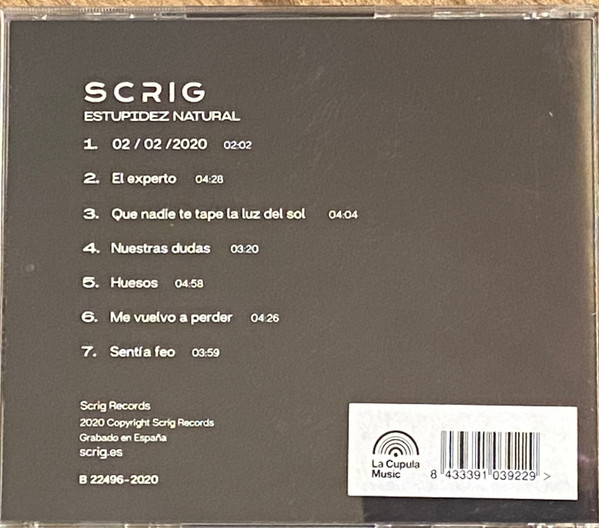 SCRIG
ESTUPIDEZ NATURAL
1. 02 / 02 /2020 02:02
2. El experto 04:28
3. Que nadie te tape la luz del sol 04:04
4. Nuestras dudas 03:20
5. Huesos 04:58
6. Me vuelvo a perder 04:26
7. Sentía feo 03:59
Scrig Records
2020 Copyright Scrig Records
Grabado en España
scrig.es
B 22496-2020
La Cupula
Music
8 433391 039229 >